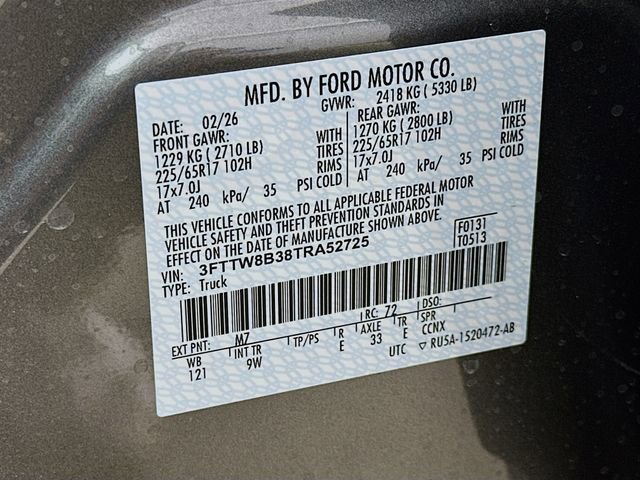 MFD. BY FORD MOTOR CO.
DATE: 02/26 GVWR: 2418 KG ( 5330 LB)
FRONT GAWR: REAR GAWR:
1229 KG ( 2710 LB) WITH 1270 KG ( 2800 LB) WITH
225/65R17 102H TIRES 225/65R17 102H TIRES
17x7.0J RIMS 17x7.0J RIMS
AT 240 kPa/ 35 PSI COLD AT 240 kPa/ 35 PSI COLD
THIS VEHICLE CONFORMS TO ALL APPLICABLE FEDERAL MOTOR
VEHICLE SAFETY AND THEFT PREVENTION STANDARDS IN
EFFECT ON THE DATE OF MANUFACTURE SHOWN ABOVE.
VIN: 3FTTW8B38TRA52725 F0131
TYPE: Truck T0513
EXT PNT: M7 RC: 72 DSO:
WB INT TR TP/PS R AXLE TR SPR
121 9W E 33 E CCNX
UTC ▽ RU5A-1520472-AB